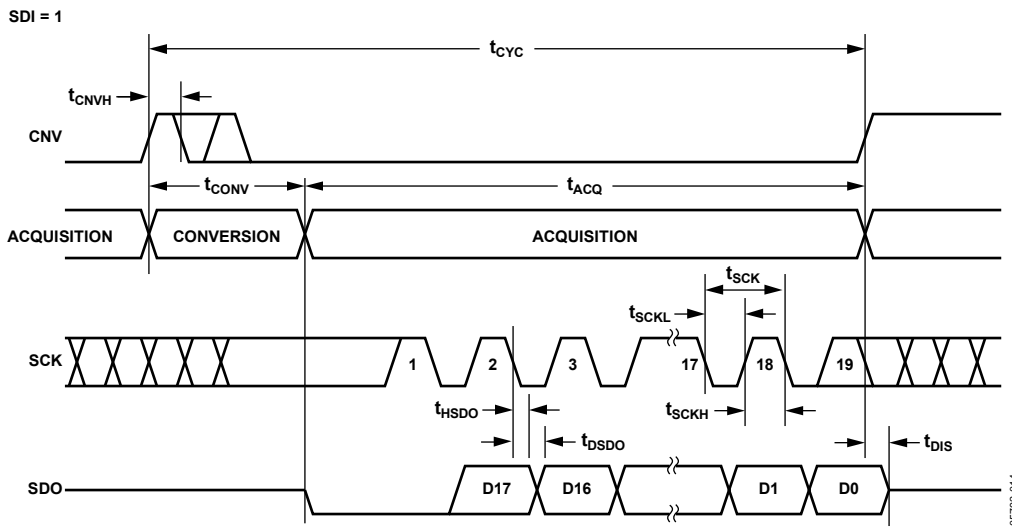 SDI = 1
tCYC
tCNVH
CNV
tCONV
tACQ
ACQUISITION
CONVERSION
ACQUISITION
tSCK
tSCKL
SCK
1
2
3
17
18
19
tHSDO
tSCKH
tDSDO
tDIS
SDO
D17
D16
D1
D0